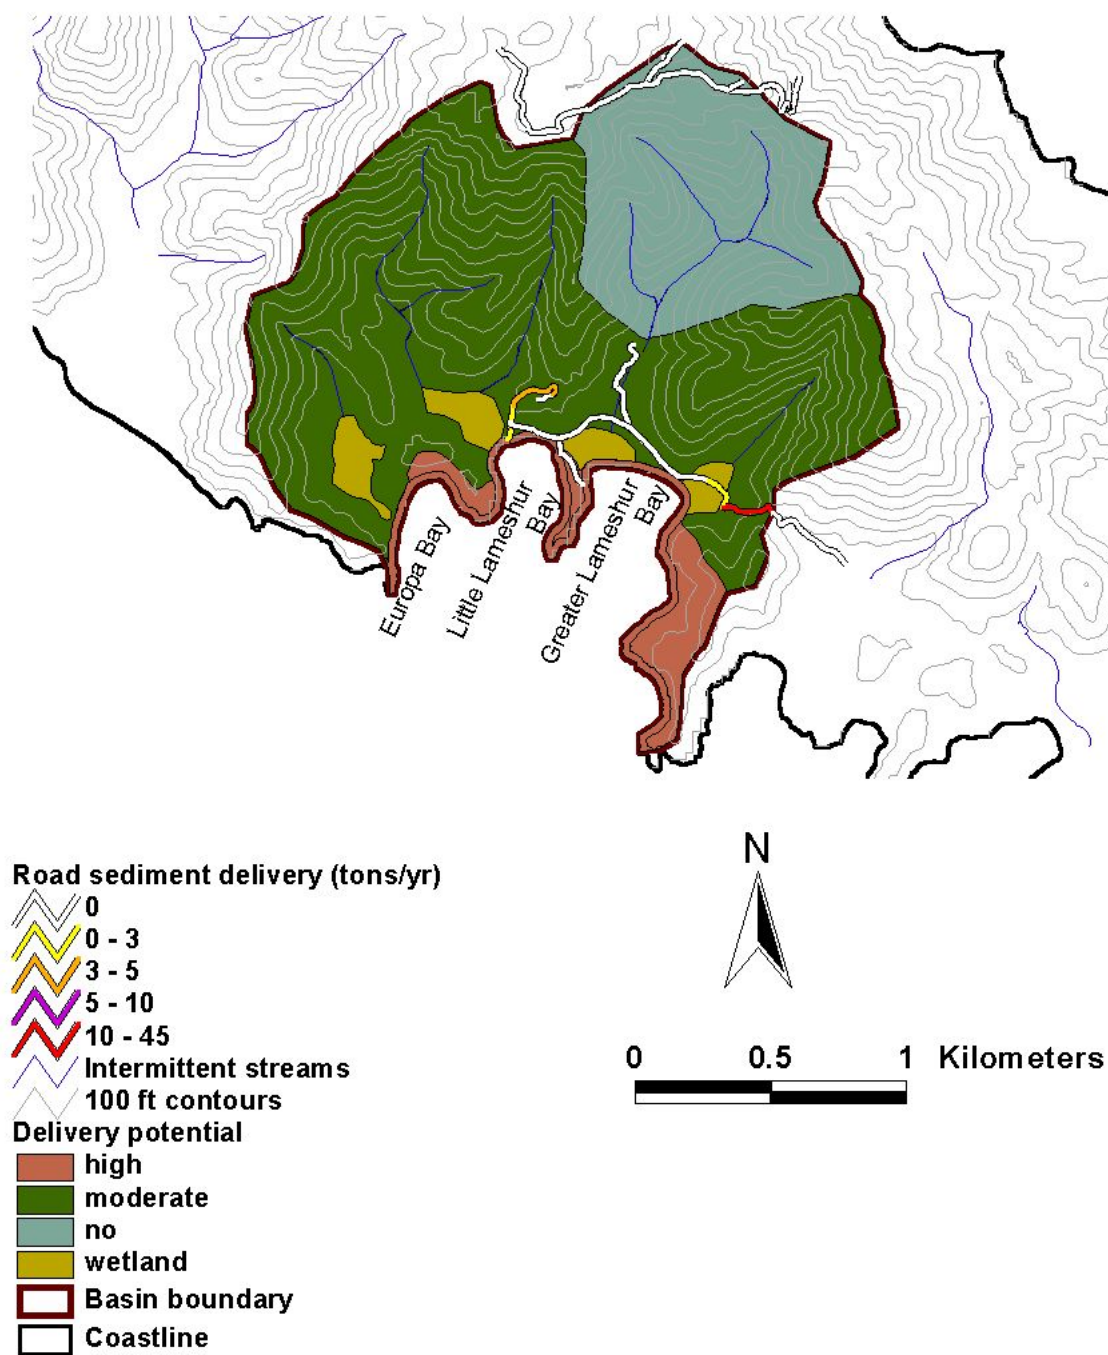 Europa Bay
Little Lameshur
Bay
Greater Lameshur
Bay
N
Road sediment delivery (tons/yr)
0
0 - 3
3 - 5
5 - 10
10 - 45
Intermittent streams
100 ft contours
Delivery potential
high
moderate
no
wetland
Basin boundary
Coastline
0 0.5 1 Kilometers